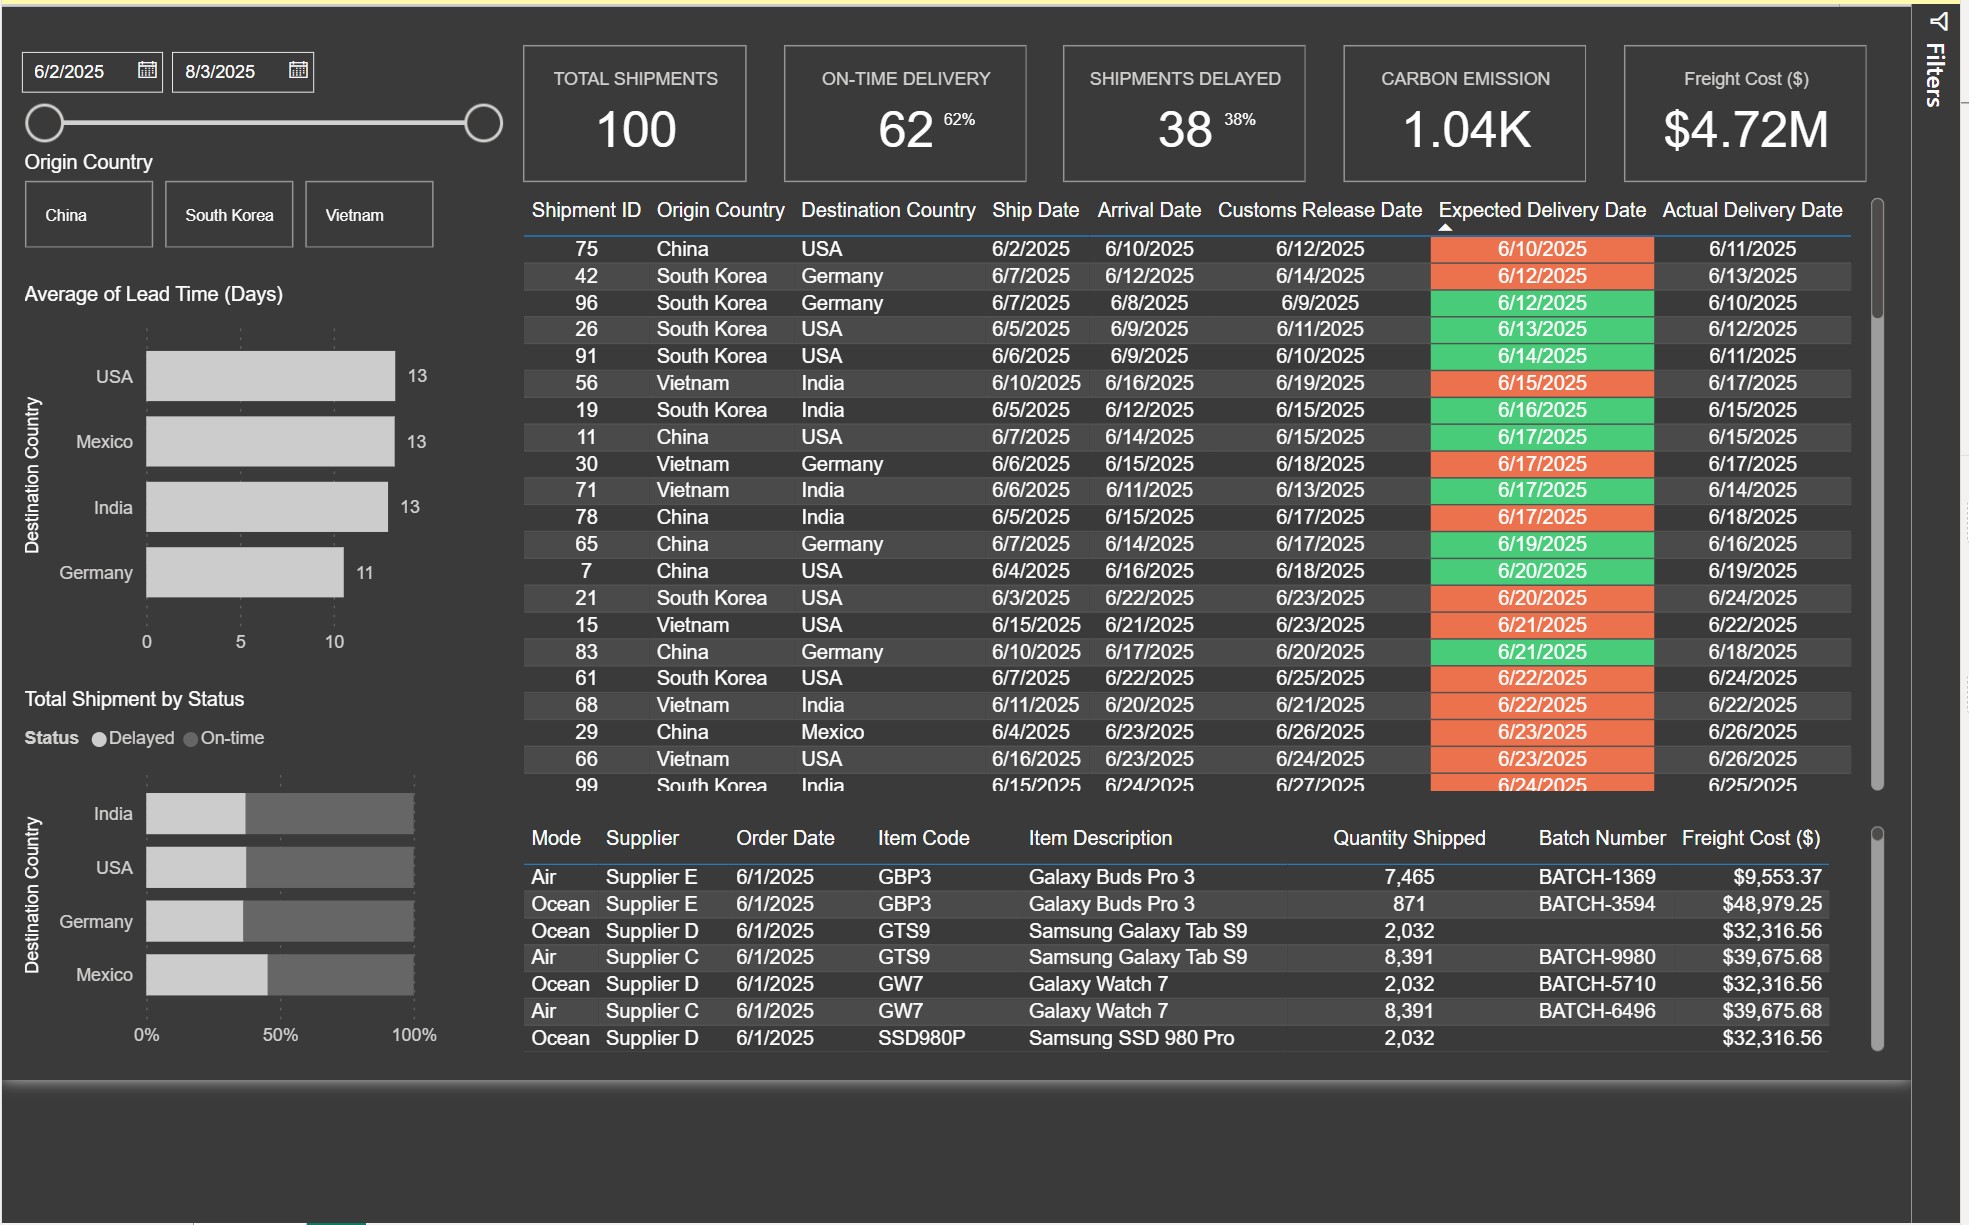 6/2/2025 8/3/2025
Origin Country
China South Korea Vietnam
Average of Lead Time (Days)
Destination Country
USA 13
Mexico 13
India 13
Germany 11
0 5 10
Total Shipment by Status
Status Delayed On-time
Destination Country
India
USA
Germany
Mexico
0% 50% 100%
TOTAL SHIPMENTS
100
ON-TIME DELIVERY
62 62%
SHIPMENTS DELAYED
38 38%
CARBON EMISSION
1.04K
Freight Cost ($)
$4.72M
Shipment ID Origin Country Destination Country Ship Date Arrival Date Customs Release Date Expected Delivery Date Actual Delivery Date
75 China USA 6/2/2025 6/10/2025 6/12/2025 6/10/2025 6/11/2025
42 South Korea Germany 6/7/2025 6/12/2025 6/14/2025 6/12/2025 6/13/2025
96 South Korea Germany 6/7/2025 6/8/2025 6/9/2025 6/12/2025 6/10/2025
26 South Korea USA 6/5/2025 6/9/2025 6/11/2025 6/13/2025 6/12/2025
91 South Korea USA 6/6/2025 6/9/2025 6/10/2025 6/14/2025 6/11/2025
56 Vietnam India 6/10/2025 6/16/2025 6/19/2025 6/15/2025 6/17/2025
19 South Korea India 6/5/2025 6/12/2025 6/15/2025 6/16/2025 6/15/2025
11 China USA 6/7/2025 6/14/2025 6/15/2025 6/17/2025 6/15/2025
30 Vietnam Germany 6/6/2025 6/15/2025 6/18/2025 6/17/2025 6/17/2025
71 Vietnam India 6/6/2025 6/11/2025 6/13/2025 6/17/2025 6/14/2025
78 China India 6/5/2025 6/15/2025 6/17/2025 6/17/2025 6/18/2025
65 China Germany 6/7/2025 6/14/2025 6/17/2025 6/19/2025 6/16/2025
7 China USA 6/4/2025 6/16/2025 6/18/2025 6/20/2025 6/19/2025
21 South Korea USA 6/3/2025 6/22/2025 6/23/2025 6/20/2025 6/24/2025
15 Vietnam USA 6/15/2025 6/21/2025 6/23/2025 6/21/2025 6/22/2025
83 China Germany 6/10/2025 6/17/2025 6/20/2025 6/21/2025 6/18/2025
61 South Korea USA 6/7/2025 6/22/2025 6/25/2025 6/22/2025 6/24/2025
68 Vietnam India 6/11/2025 6/20/2025 6/21/2025 6/22/2025 6/22/2025
29 China Mexico 6/4/2025 6/23/2025 6/26/2025 6/23/2025 6/26/2025
66 Vietnam USA 6/16/2025 6/23/2025 6/24/2025 6/23/2025 6/26/2025
99 South Korea India 6/15/2025 6/24/2025 6/27/2025 6/24/2025 6/25/2025
Mode Supplier Order Date Item Code Item Description Quantity Shipped Batch Number Freight Cost ($)
Air Supplier E 6/1/2025 GBP3 Galaxy Buds Pro 3 7,465 BATCH-1369 $9,553.37
Ocean Supplier E 6/1/2025 GBP3 Galaxy Buds Pro 3 871 BATCH-3594 $48,979.25
Ocean Supplier D 6/1/2025 GTS9 Samsung Galaxy Tab S9 2,032 $32,316.56
Air Supplier C 6/1/2025 GTS9 Samsung Galaxy Tab S9 8,391 BATCH-9980 $39,675.68
Ocean Supplier D 6/1/2025 GW7 Galaxy Watch 7 2,032 BATCH-5710 $32,316.56
Air Supplier C 6/1/2025 GW7 Galaxy Watch 7 8,391 BATCH-6496 $39,675.68
Ocean Supplier D 6/1/2025 SSD980P Samsung SSD 980 Pro 2,032 $32,316.56
Filters